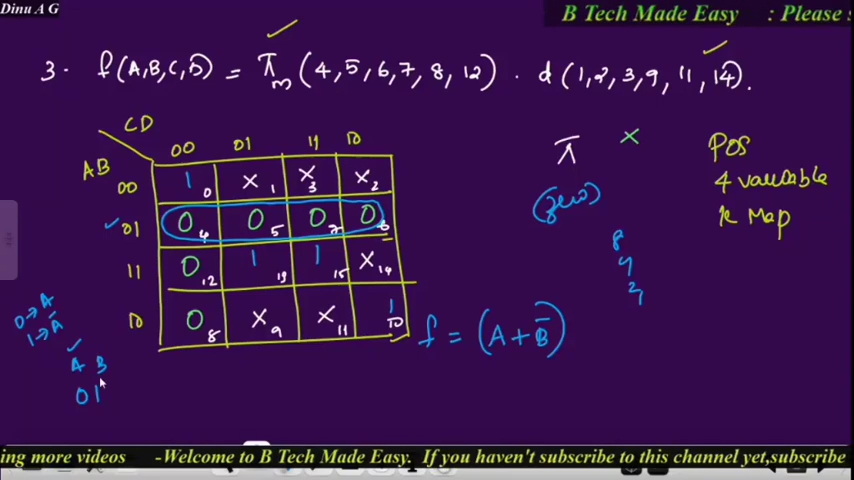 Dinu A G
B Tech Made Easy : Please s
3. f(A,B,C,D) = π_m (4,5,6,7,8,12) . d(1,2,3,9,11,14).
CD
AB
00 01 11 10
00 1 0 X 1 X 3 X 2
01 0 4 0 5 0 7 0 6
11 0 12 1 13 1 15 X 14
10 0 8 X 9 X 11 1 10
π X
(zero)
POS
4 variable
K Map
8
4
2
0→A
1→A̅
A B
0 1
f = (A + B̅)
ing more videos -Welcome to B Tech Made Easy. If you haven't subscribe to this channel yet,subscribe